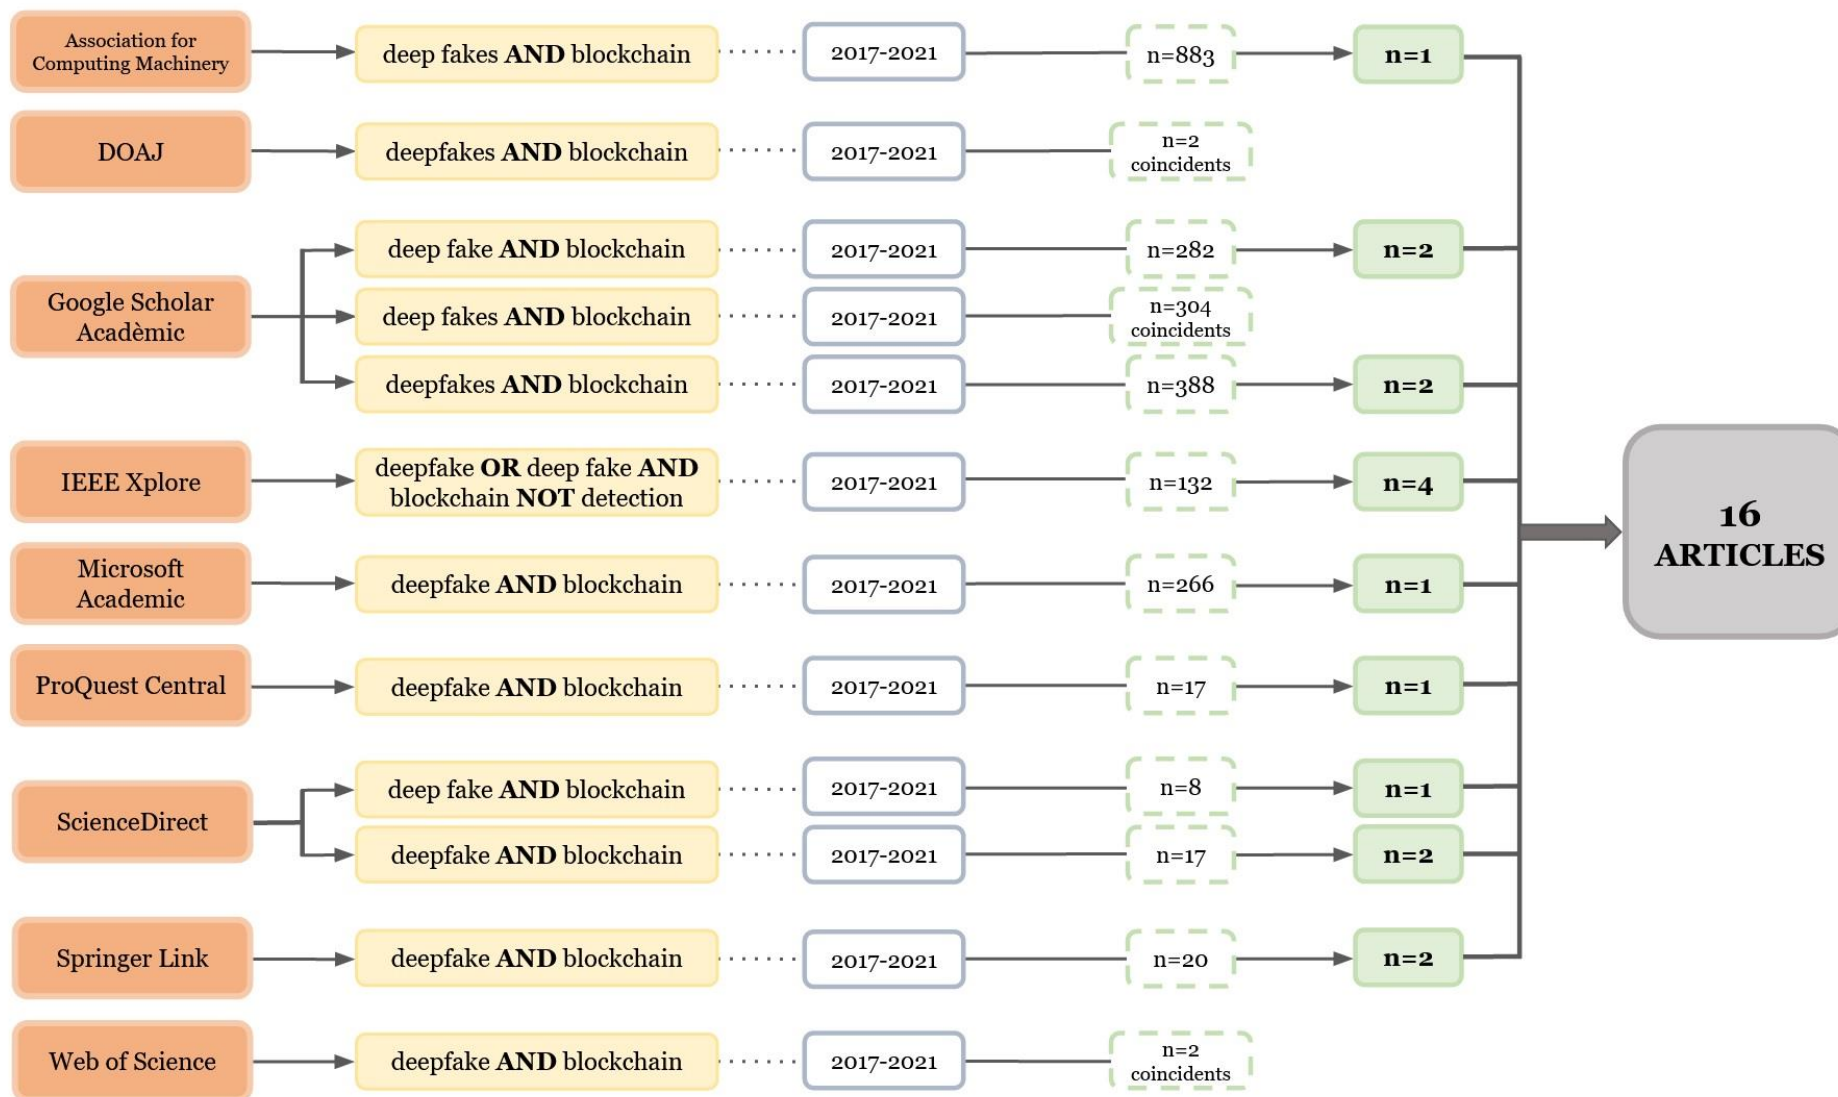 Association for
Computing Machinery
deep fakes AND blockchain
2017-2021
n=883
n=1
DOAJ
deepfakes AND blockchain
2017-2021
n=2
coincidents
Google Scholar
Acadèmic
deep fake AND blockchain
2017-2021
n=282
n=2
deep fakes AND blockchain
2017-2021
n=304
coincidents
deepfakes AND blockchain
2017-2021
n=388
n=2
IEEE Xplore
deepfake OR deep fake AND
blockchain NOT detection
2017-2021
n=132
n=4
Microsoft
Academic
deepfake AND blockchain
2017-2021
n=266
n=1
ProQuest Central
deepfake AND blockchain
2017-2021
n=17
n=1
ScienceDirect
deep fake AND blockchain
2017-2021
n=8
n=1
deepfake AND blockchain
2017-2021
n=17
n=2
Springer Link
deepfake AND blockchain
2017-2021
n=20
n=2
Web of Science
deepfake AND blockchain
2017-2021
n=2
coincidents
16
ARTICLES